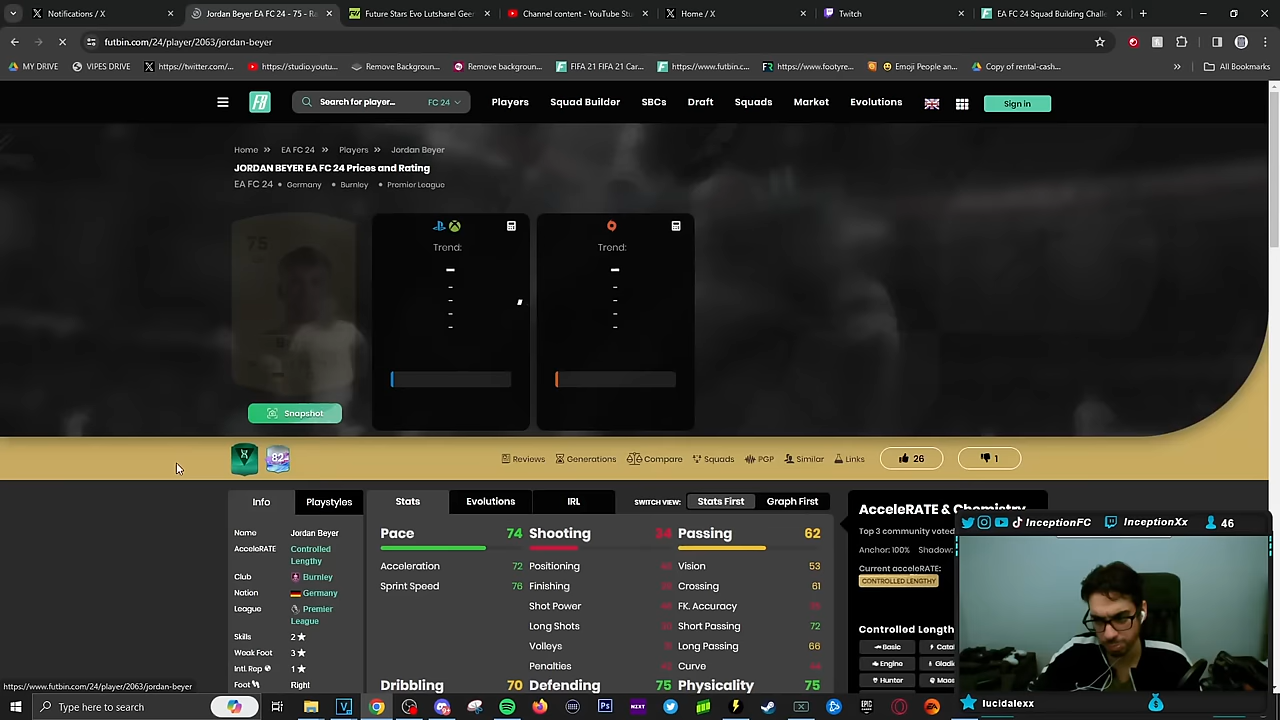 Notifications / X
Jordan Beyer EA FC 24 - 75 - Ra
Future Stars Evo Lutsharel Geer
Channel content - YouTube Stu
Home / X
Twitch
EA FC 24 Squad Building Challe
futbin.com/24/player/2063/jordan-beyer
MY DRIVE
VIPES DRIVE
https://twitter.com/...
https://studio.youtu...
Remove Background...
Remove backgroun...
FIFA 21 FIFA 21 Car...
https://www.futbin.c...
https://www.footyre...
Emoji People an...
Copy of rental-cash...
All Bookmarks
Search for player...
FC 24
Players
Squad Builder
SBCs
Draft
Squads
Market
Evolutions
Sign in
Home » EA FC 24 » Players » Jordan Beyer
JORDAN BEYER EA FC 24 Prices and Rating
EA FC 24 • Germany • Burnley • Premier League
75
Trend:
Trend:
Snapshot
82
Reviews
Generations
Compare
Squads
PGP
Similar
Links
26
1
Info
Playstyles
Stats
Evolutions
IRL
SWITCH VIEW:
Stats First
Graph First
Name Jordan Beyer
AcceleRATE Controlled Lengthy
Club Burnley
Nation Germany
League Premier League
Skills 2
Weak Foot 3
Intl. Rep 1
Foot Right
Pace 74
Acceleration 72
Sprint Speed 76
Shooting 34
Positioning
Finishing
Shot Power
Long Shots
Volleys
Penalties
Passing 62
Vision 53
Crossing 61
FK. Accuracy
Short Passing 72
Long Passing 66
Curve
Dribbling 70
Defending 75
Physicality 75
AcceleRATE & Chemistry
Top 3 community voted
Anchor: 100% Shadow:
Current acceleRATE:
CONTROLLED LENGTHY
Controlled Length
Basic
Cata
Engine
Gladi
Hunter
Mae
InceptionFC
InceptionXx
46
lucidalexx
https://www.futbin.com/24/player/2063/jordan-beyer
Type here to search